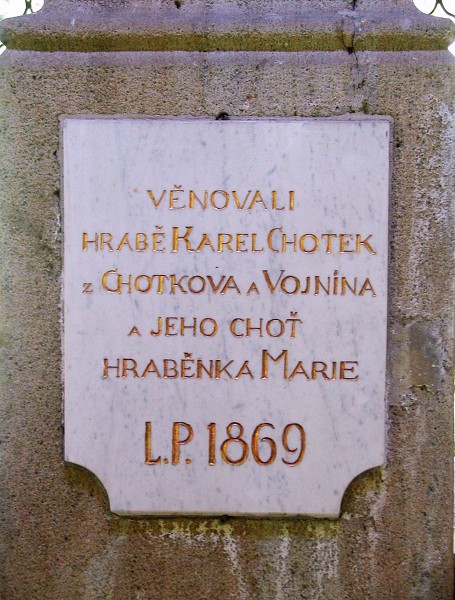 VĚNOVALI
HRABĚ KAREL CHOTEK
Z CHOTKOVA A VOJNÍNA
A JEHO CHOŤ
HRABĚNKA MARIE
L.P. 1869